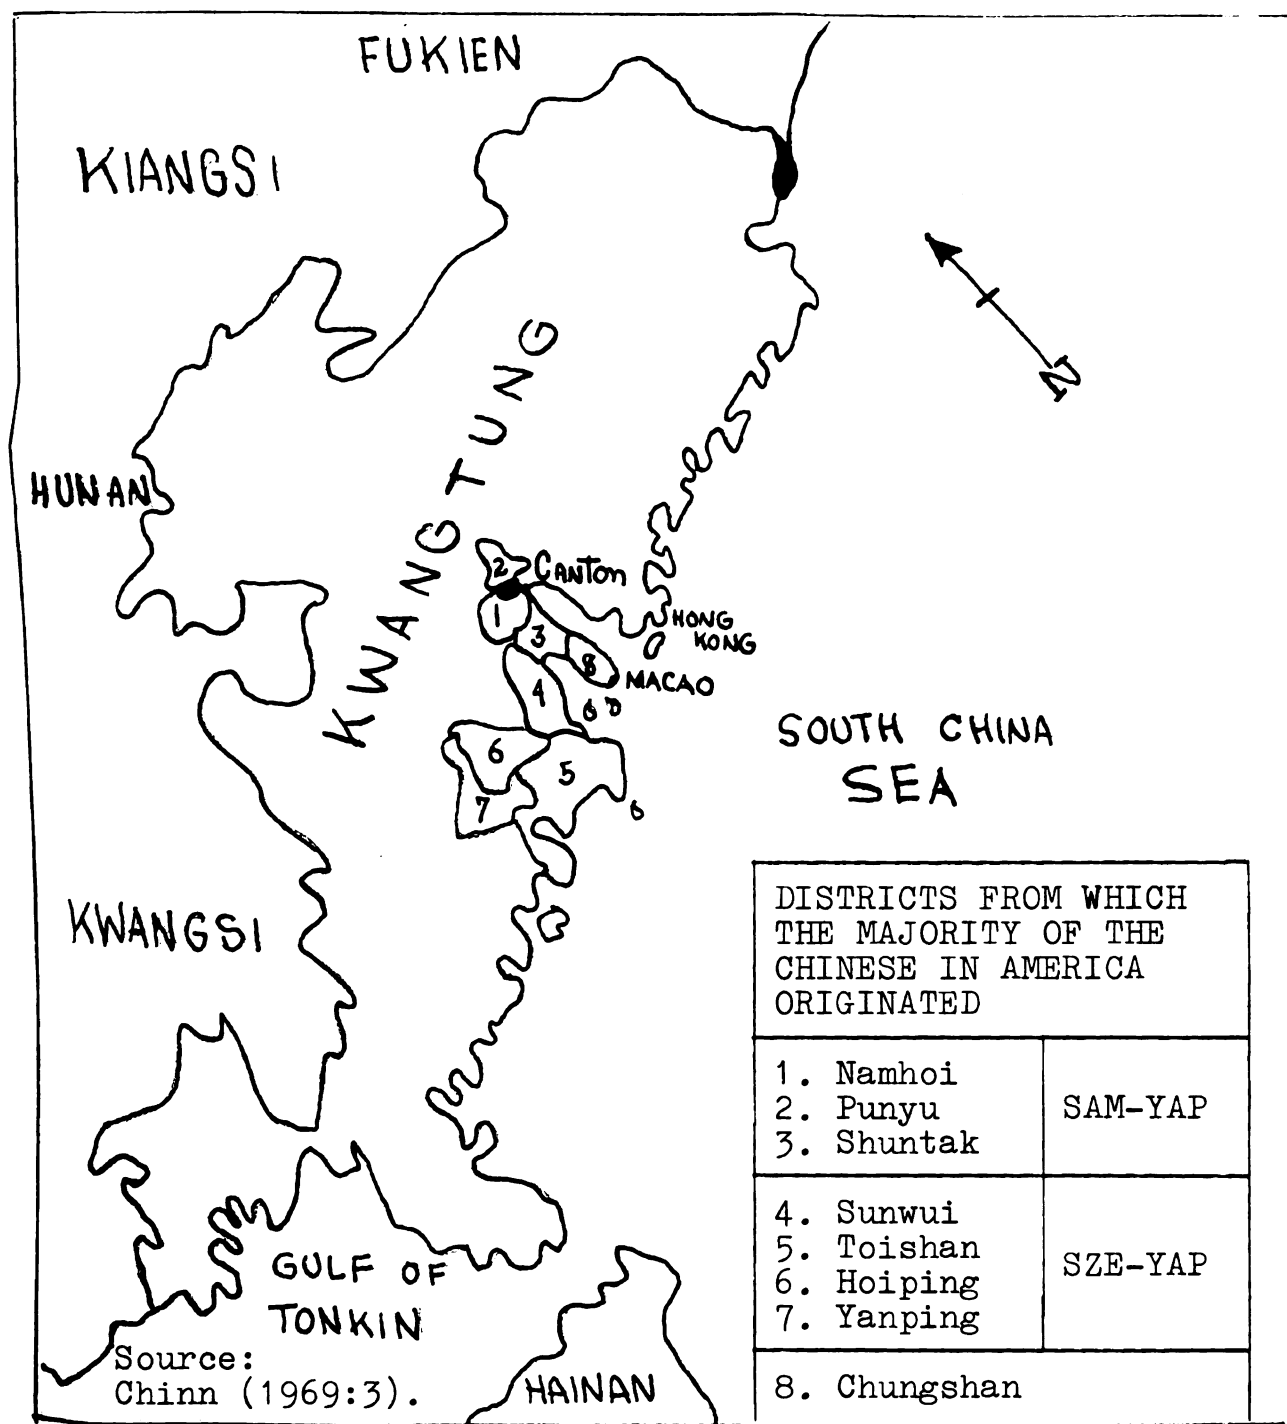 FUKIEN
KIANGSI
HUNAN
KWANGTUNG
2
CANTON
1
3
HONG
KONG
8
MACAO
4
6
5
7
SOUTH CHINA
SEA
KWANGSI
N
GULF OF
TONKIN
HAINAN
Source:
Chinn (1969:3).
DISTRICTS FROM WHICH
THE MAJORITY OF THE
CHINESE IN AMERICA
ORIGINATED
1. Namhoi
2. Punyu
3. Shuntak
SAM-YAP
4. Sunwui
5. Toishan
6. Hoiping
7. Yanping
SZE-YAP
8. Chungshan